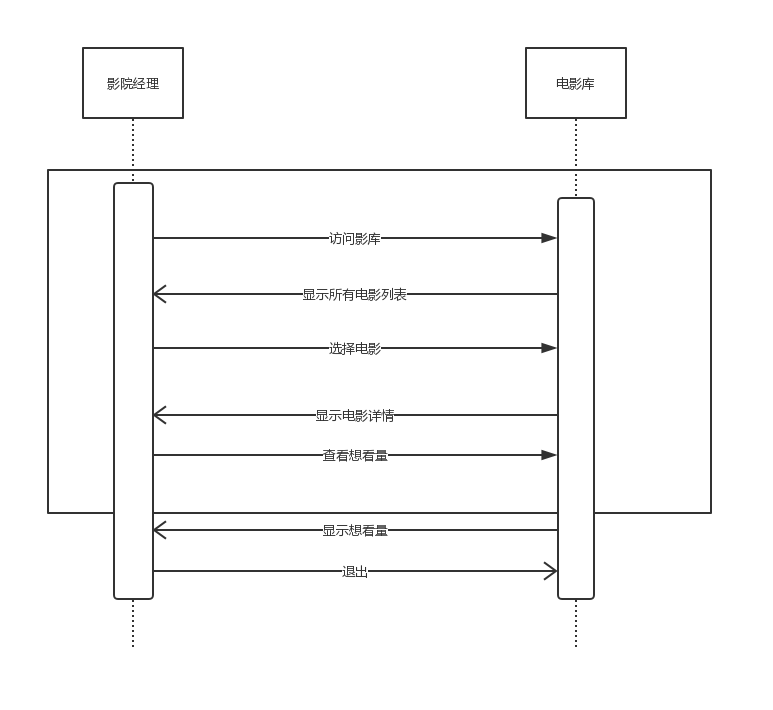 影院经理
电影库
访问影库
显示所有电影列表
选择电影
显示电影详情
查看想看量
显示想看量
退出